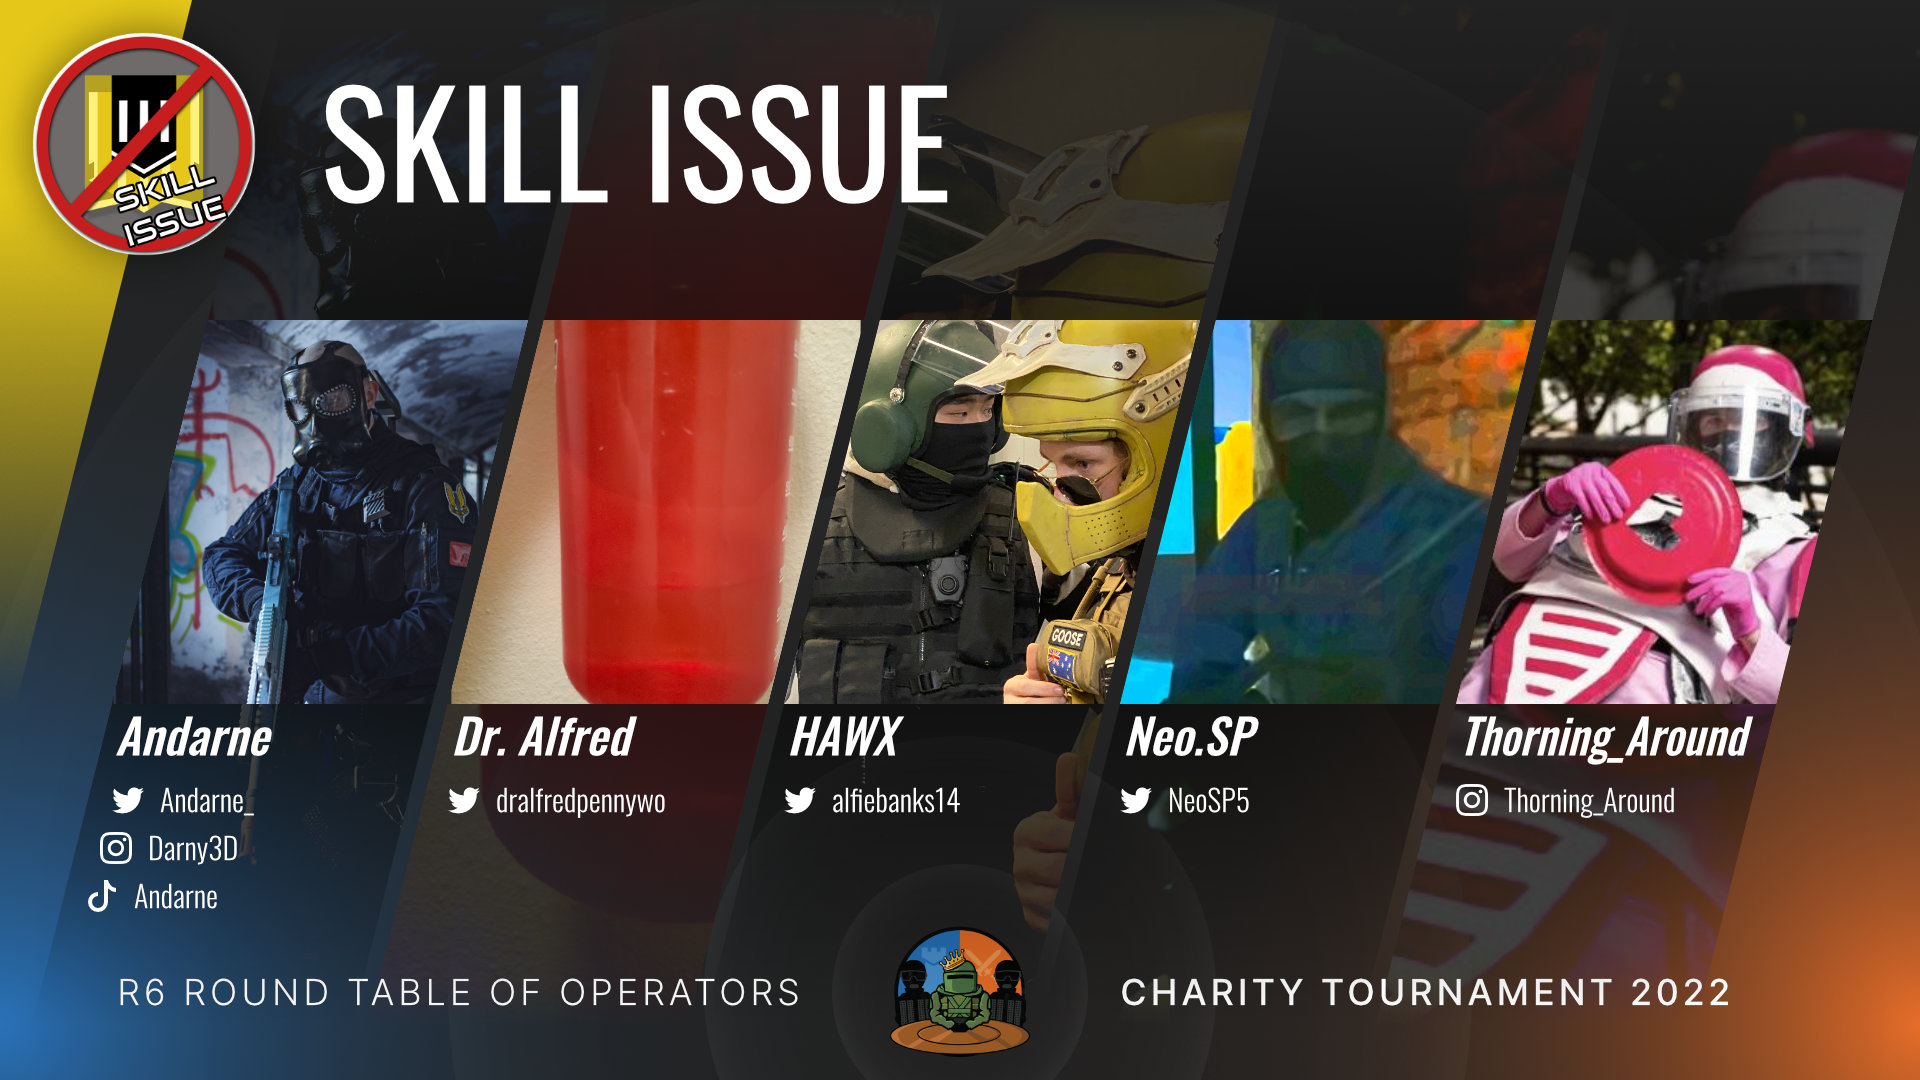 SKILL
ISSUE
SKILL ISSUE
GOOSE
Andarne
Andarne_
Darny3D
Andarne
Dr. Alfred
dralfredpennywo
HAWX
alfiebanks14
Neo.SP
NeoSP5
Thorning_Around
Thorning_Around
R6 ROUND TABLE OF OPERATORS
CHARITY TOURNAMENT 2022